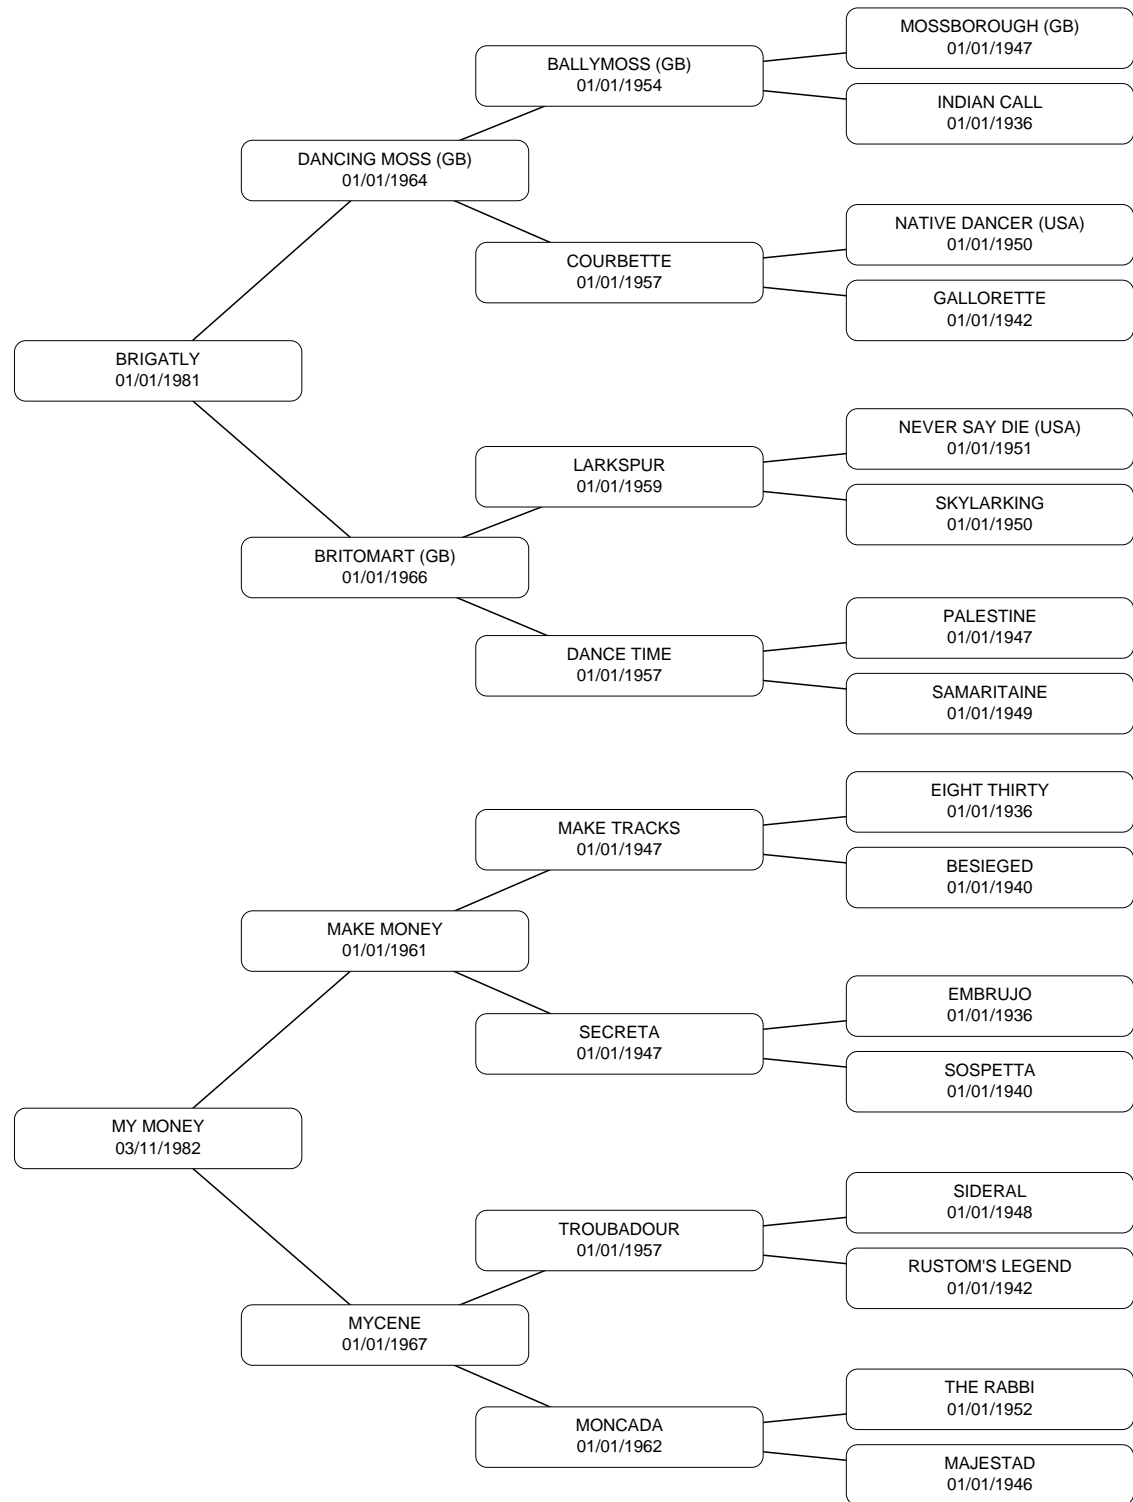 MOSSBOROUGH (GB)
01/01/1947
BALLYMOSS (GB)
01/01/1954
INDIAN CALL
01/01/1936
DANCING MOSS (GB)
01/01/1964
NATIVE DANCER (USA)
01/01/1950
COURBETTE
01/01/1957
GALLORETTE
01/01/1942
BRIGATLY
01/01/1981
NEVER SAY DIE (USA)
01/01/1951
LARKSPUR
01/01/1959
SKYLARKING
01/01/1950
BRITOMART (GB)
01/01/1966
PALESTINE
01/01/1947
DANCE TIME
01/01/1957
SAMARITAINE
01/01/1949
EIGHT THIRTY
01/01/1936
MAKE TRACKS
01/01/1947
BESIEGED
01/01/1940
MAKE MONEY
01/01/1961
EMBRUJO
01/01/1936
SECRETA
01/01/1947
SOSPETTA
01/01/1940
MY MONEY
03/11/1982
SIDERAL
01/01/1948
TROUBADOUR
01/01/1957
RUSTOM'S LEGEND
01/01/1942
MYCENE
01/01/1967
THE RABBI
01/01/1952
MONCADA
01/01/1962
MAJESTAD
01/01/1946